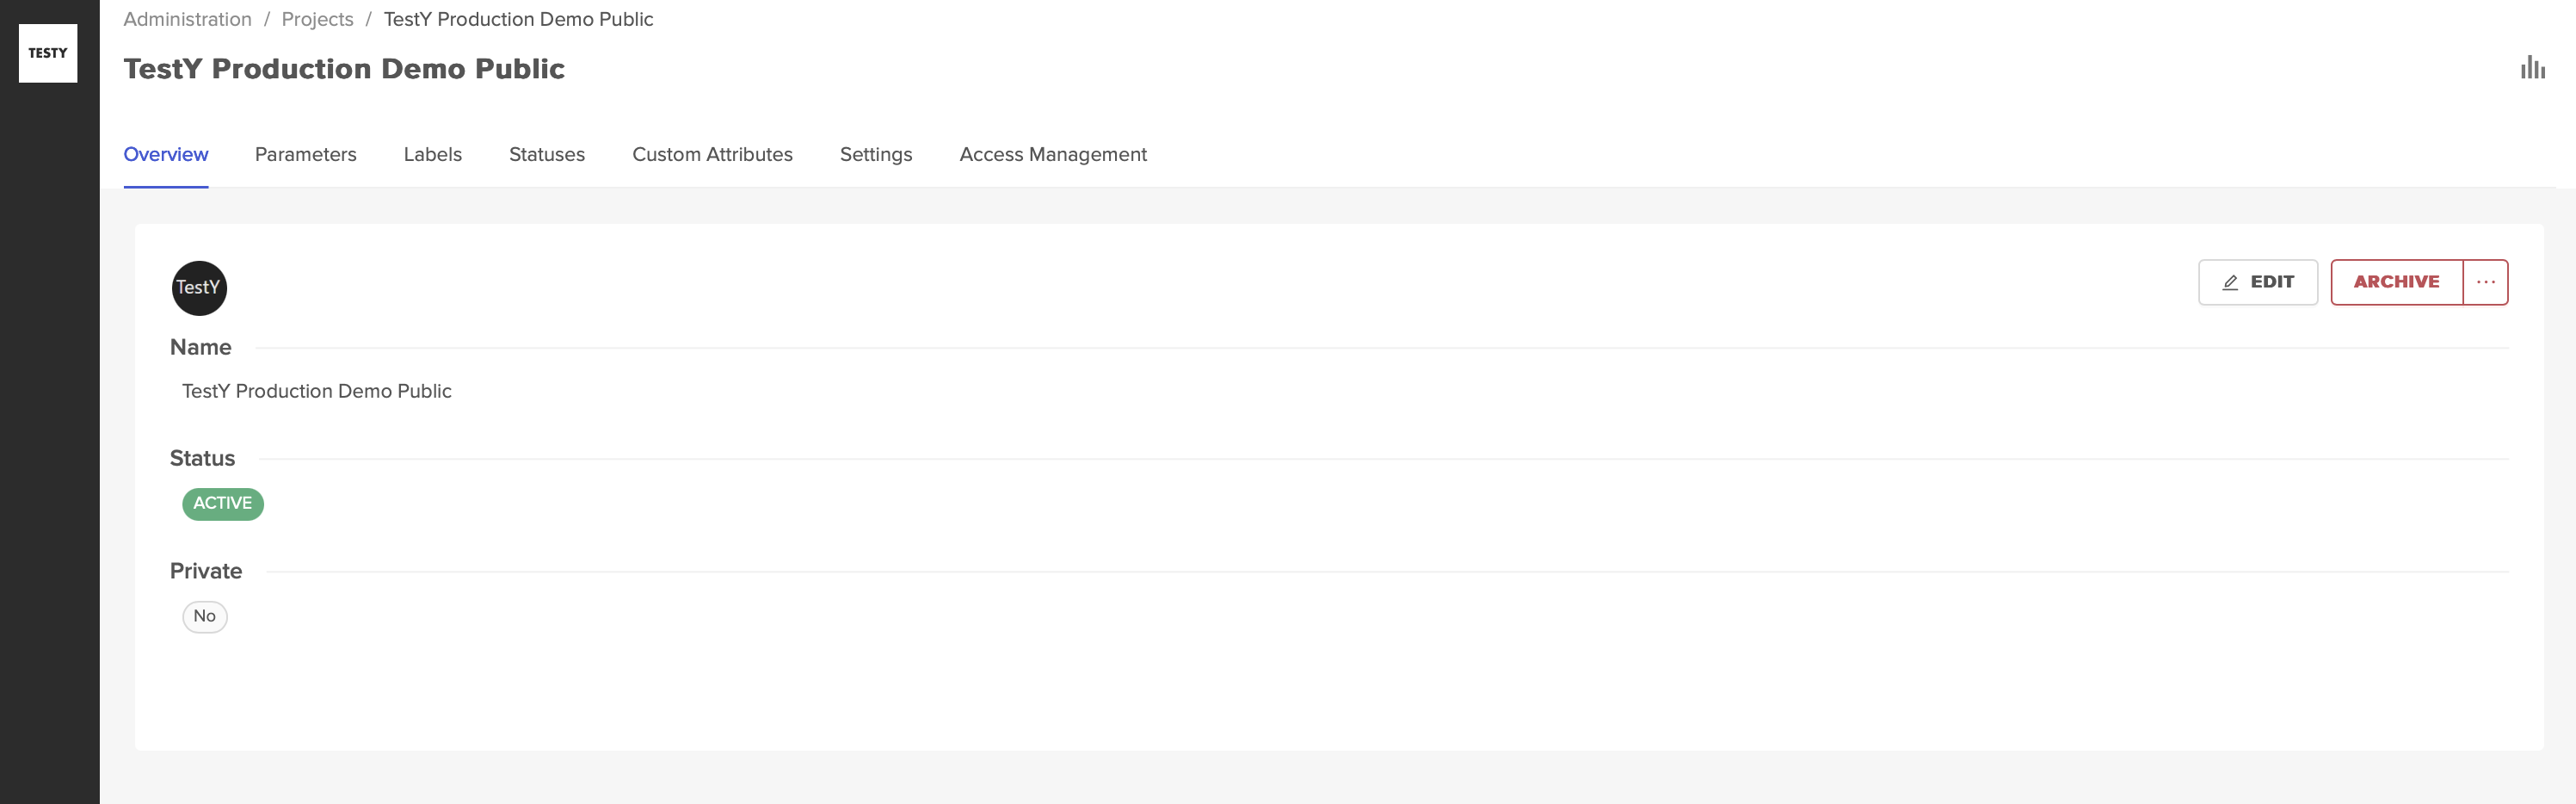 TESTY
Administration / Projects / TestY Production Demo Public
TestY Production Demo Public
Overview Parameters Labels Statuses Custom Attributes Settings Access Management
TestY
EDIT ARCHIVE ...
Name
TestY Production Demo Public
Status
ACTIVE
Private
No